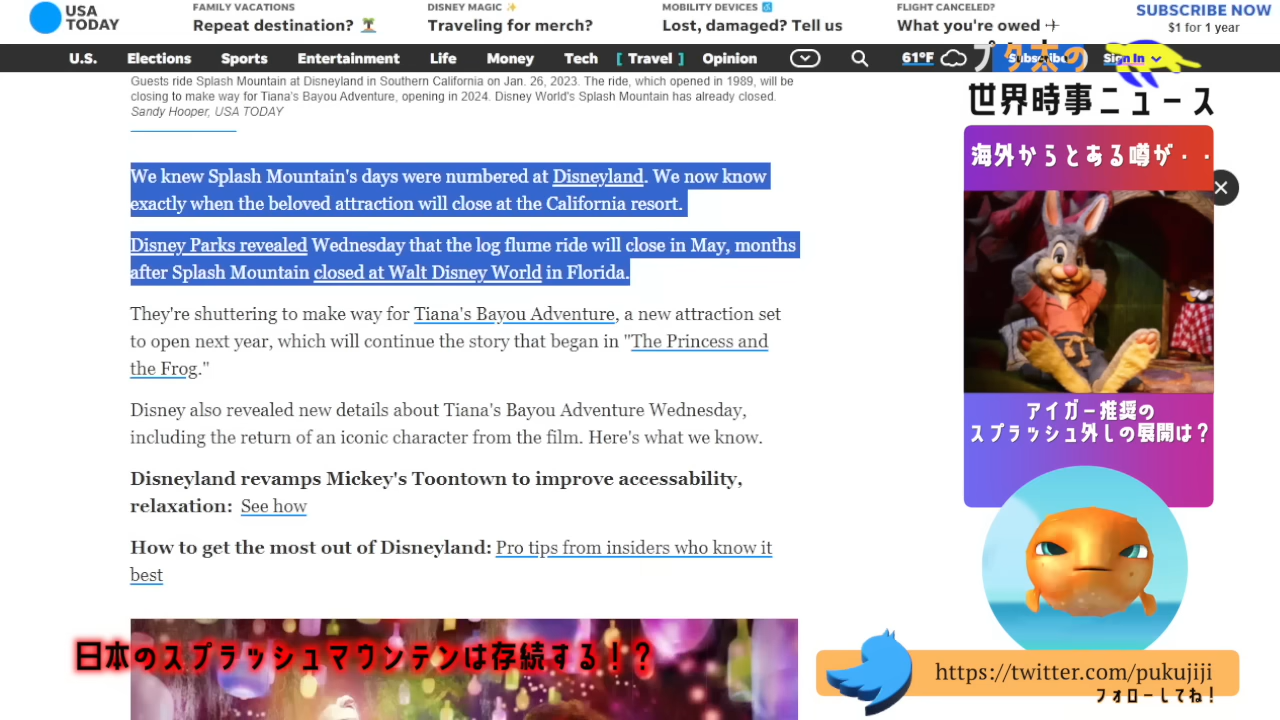 USA
TODAY
FAMILY VACATIONS
Repeat destination?
DISNEY MAGIC
Traveling for merch?
MOBILITY DEVICES
Lost, damaged? Tell us
FLIGHT CANCELED?
What you're owed
SUBSCRIBE NOW
$1 for 1 year
U.S. Elections Sports Entertainment Life Money Tech [ Travel ] Opinion 61°F Subscribe Sign In
Guests ride Splash Mountain at Disneyland in Southern California on Jan. 26, 2023. The ride, which opened in 1989, will be
closing to make way for Tiana's Bayou Adventure, opening in 2024. Disney World's Splash Mountain has already closed.
Sandy Hooper, USA TODAY
We knew Splash Mountain's days were numbered at Disneyland. We now know
exactly when the beloved attraction will close at the California resort.
Disney Parks revealed Wednesday that the log flume ride will close in May, months
after Splash Mountain closed at Walt Disney World in Florida.
They're shuttering to make way for Tiana's Bayou Adventure, a new attraction set
to open next year, which will continue the story that began in "The Princess and
the Frog."
Disney also revealed new details about Tiana's Bayou Adventure Wednesday,
including the return of an iconic character from the film. Here's what we know.
Disneyland revamps Mickey's Toontown to improve accessability,
relaxation: See how
How to get the most out of Disneyland: Pro tips from insiders who know it
best
日本のスプラッシュマウンテンは存続する！？
プク太の
世界時事ニュース
海外からとある噂が・・
アイガー推奨の
スプラッシュ外しの展開は？
https://twitter.com/pukujiji
フォローしてね！